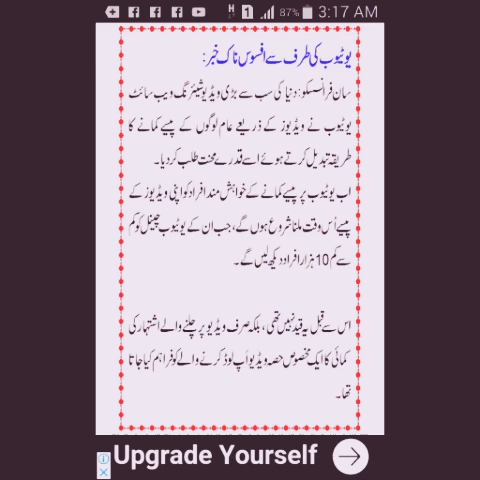 H 1 87% 3:17 AM
یوٹیوب کی طرف سے افسوس ناک خبر:
سان فرانسسکو: دنیا کی سب سے بڑی ویڈیو شیئرنگ ویب سائٹ
یوٹیوب نے ویڈیوز کے ذریعے عام لوگوں کے پیسے کمانے کا
طریقہ تبدیل کرتے ہوئے اسے قدرے محنت طلب کردیا۔
اب یوٹیوب پر پیسے کمانے کے خواہش مند افراد کو اپنی ویڈیوز کے
پیسے اُس وقت ملنا شروع ہوں گے، جب ان کے یوٹیوب چینل کو کم
سے کم 10 ہزار افراد دیکھ لیں گے۔
اس سے قبل یہ قید نہیں تھی، بلکہ صرف ویڈیو پر چلنے والے اشتہار کی
کمائی کا ایک مخصوص حصہ ویڈیو اَپ لوڈ کرنے والے کو فراہم کیا جاتا
تھا۔
Upgrade Yourself